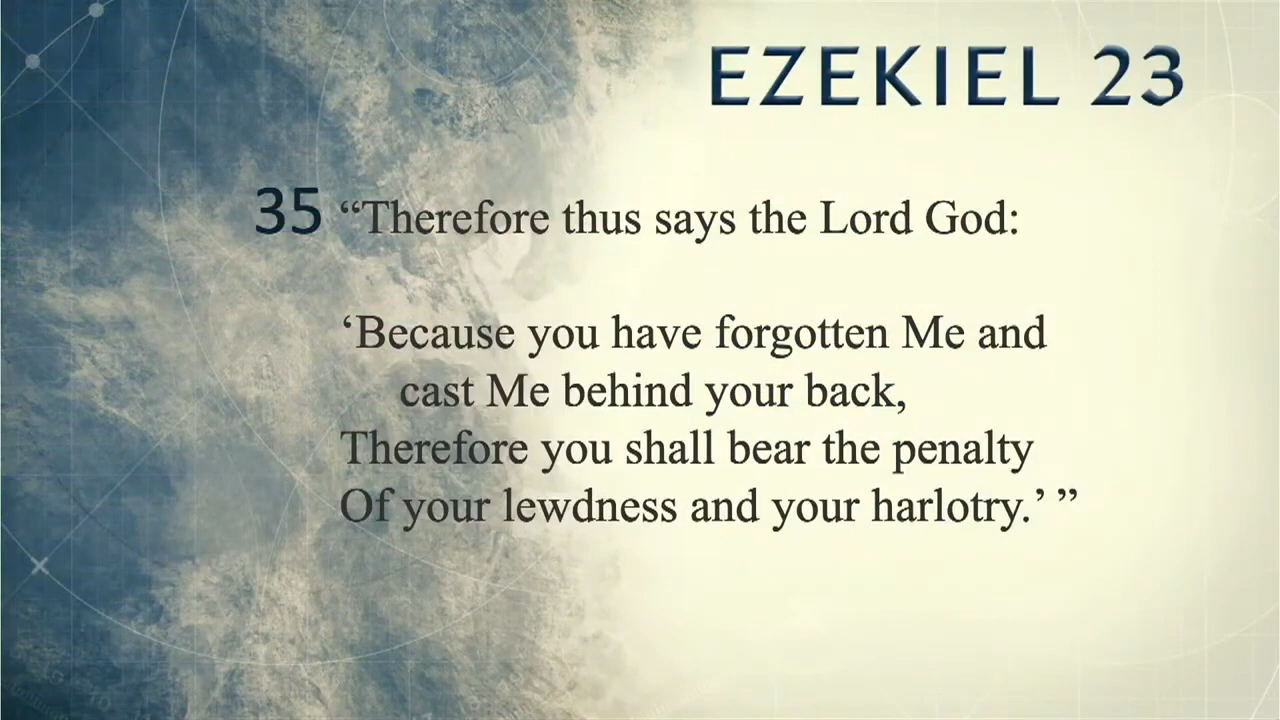 EZEKIEL 23
35 “Therefore thus says the Lord God:
‘Because you have forgotten Me and
cast Me behind your back,
Therefore you shall bear the penalty
Of your lewdness and your harlotry.’ ”